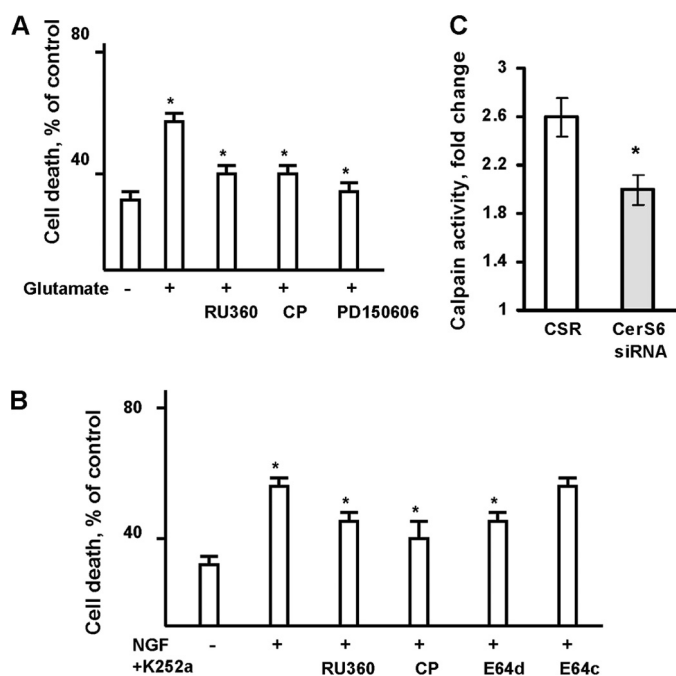 A
Cell death, % of control
80
40
* * * *
Glutamate - + + + +
RU360 CP PD150606
C
Calpain activity, fold change
3
2.6
2.2
1.8
1.4
1
*
CSR CerS6
siRNA
B
Cell death, % of control
80
40
* * * *
NGF - + + + + +
+K252a RU360 CP E64d E64c